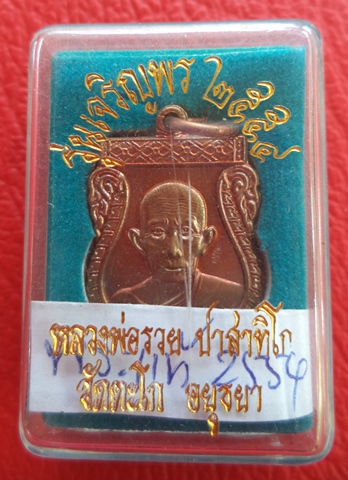 รุ่นเจริญพร ๒๕๕๔
หลวงพ่อรวย ปาสาทิโก
วัดตะโก อยุธยา
2554